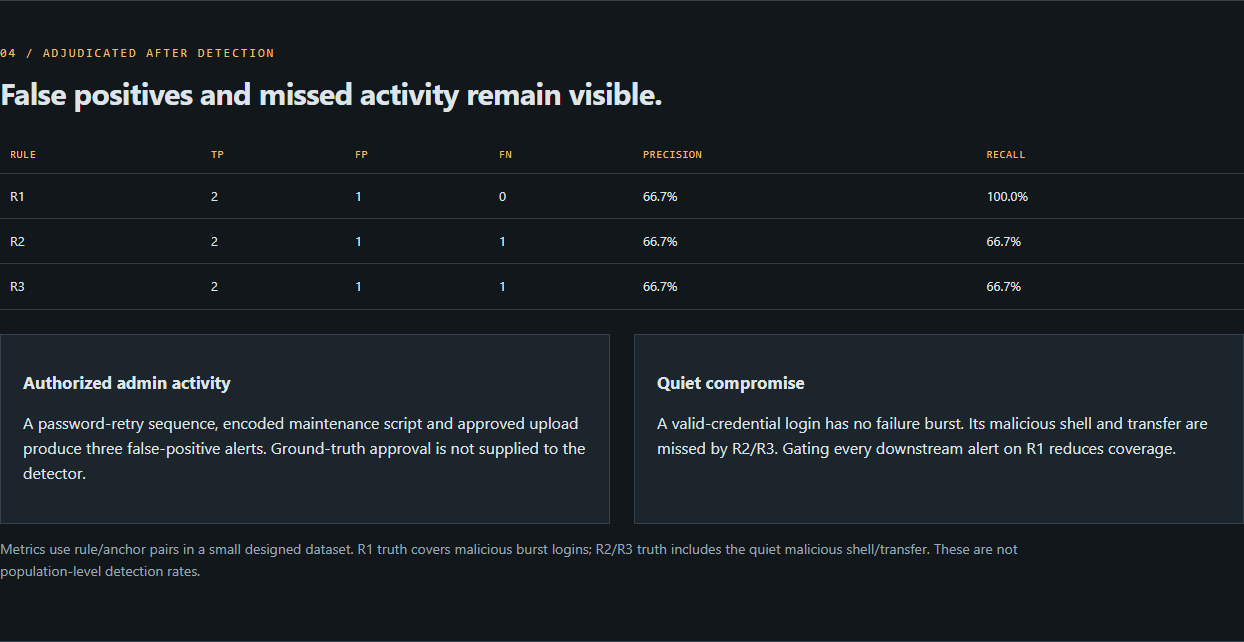 04 / ADJUDICATED AFTER DETECTION
False positives and missed activity remain visible.
RULE TP FP FN PRECISION RECALL
R1 2 1 0 66.7% 100.0%
R2 2 1 1 66.7% 66.7%
R3 2 1 1 66.7% 66.7%
Authorized admin activity
A password-retry sequence, encoded maintenance script and approved upload
produce three false-positive alerts. Ground-truth approval is not supplied to the
detector.
Quiet compromise
A valid-credential login has no failure burst. Its malicious shell and transfer are
missed by R2/R3. Gating every downstream alert on R1 reduces coverage.
Metrics use rule/anchor pairs in a small designed dataset. R1 truth covers malicious burst logins; R2/R3 truth includes the quiet malicious shell/transfer. These are not
population-level detection rates.